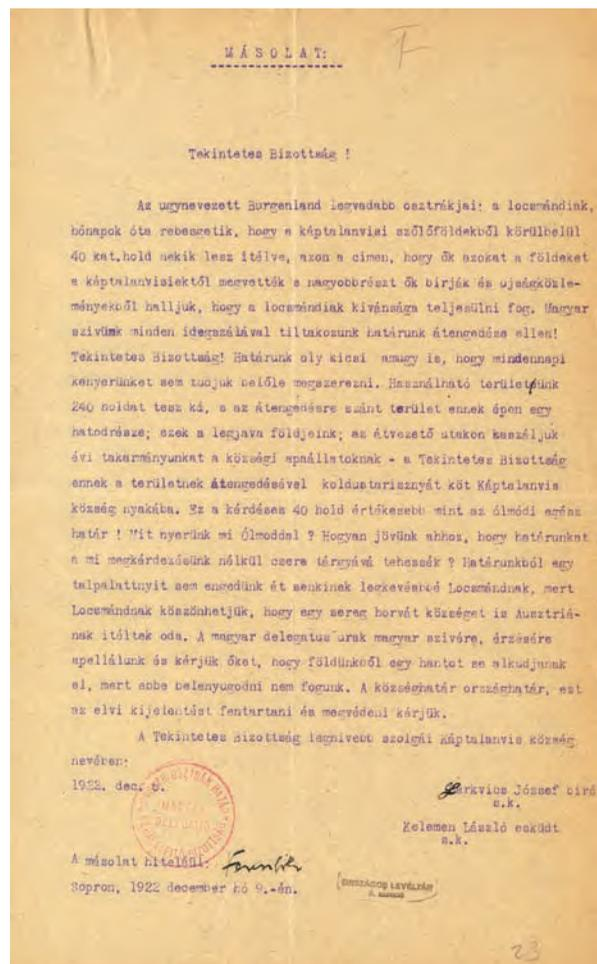 MÁSOLAT:
F
Tekintetes Bizottság !
Az ugynevezett Burgenland legvadabb osztrákjai: a locsmándiak,
hónapok óta rebesgetik, hogy a káptalanvisi szőlőföldekből körülbelül
40 kat.hold nekik lesz itélve, azon a cimen, hogy ők azokat a földeket
a káptalanvisiektől megvették s nagyobbrészt ők birják és ujságközle-
ményekből halljuk, hogy a locsmándiak kivánsága teljesülni fog. Magyar
szivünk minden idegszálával tiltakozunk határunk átengedése ellen!
Tekintetes Bizottság! Határunk oly kicsi amugy is, hogy mindennapi
kenyerünket sem tudjuk belőle megszerezni. Használható területünk
240 holdat tesz ki, s az átengedésre szánt terület ennek épen egy
hatodrésze; ezek a legjava földjeink; az átvezető utakon kaszáljuk
évi takarmányunkat a községi apaállatoknak - a Tekintetes Bizottság
ennek a területnek átengedésével koldustarisznyát köt Káptalanvis
község nyakába. Ez a kérdéses 40 hold értékesebb mint az ólmódi egész
határ ! Mit nyerünk mi Ólmoddal ? Hogyan jövünk ahhoz, hogy határunkat
a mi megkérdezésünk nélkül csere tárgyává tehessék ? Határunkból egy
talpalattnyit sem engedünk át senkinek legkevésbbé Locsmándnak, mert
Locsmándnak köszönhetjük, hogy egy sereg horvát községet is Ausztriá-
nak itéltek oda. A magyar delegatus urak magyar szivére, érzésére
apellálunk és kérjük őket, hogy földünkből egy hantot se alkudjanak
el, mert abba belenyugodni nem fogunk. A községhatár országhatár, ezt
az elvi kijelentést fentartani és megvédeni kérjük.
A Tekintetes Bizottság legnivebb szolgái Káptalanvis község
nevében:
1922. dec. 8.
József biró
s.k.
Kelemen László esküdt
s.k.
A másolat hiteléül:
Sopron, 1922 december hó 9.-én.
ORSZÁGOS LEVÉLTÁR
23